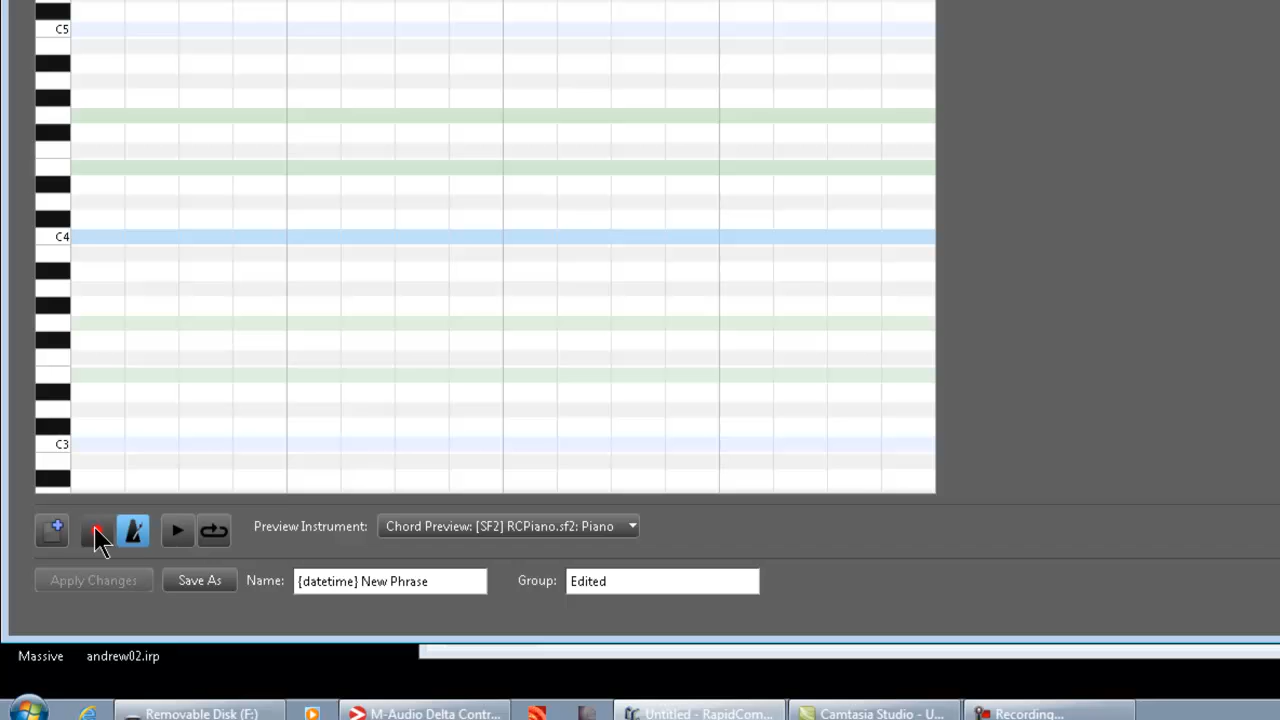 C5
C4
C3
Preview Instrument: Chord Preview: [SF2] RCPiano.sf2: Piano
Apply Changes Save As Name: {datetime} New Phrase Group: Edited
Massive andrew02.irp
Removable Disk (F:) M-Audio Delta Contr... Untitled - RapidCom... Camtasia Studio - U... Recording...